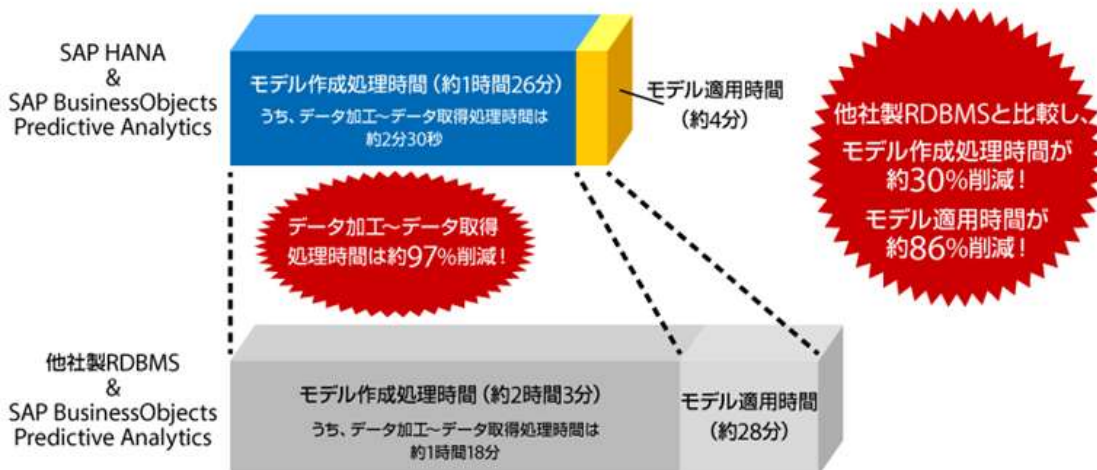 SAP HANA
&
SAP BusinessObjects
Predictive Analytics
モデル作成処理時間（約1時間26分）
うち、データ加工～データ取得処理時間は
約2分30秒
モデル適用時間
（約4分）
他社製RDBMSと比較し、
モデル作成処理時間が
約30%削減！
モデル適用時間が
約86%削減！
データ加工～データ取得
処理時間は約97%削減！
他社製RDBMS
&
SAP BusinessObjects
Predictive Analytics
モデル作成処理時間（約2時間3分）
うち、データ加工～データ取得処理時間は
約1時間18分
モデル適用時間
（約28分）